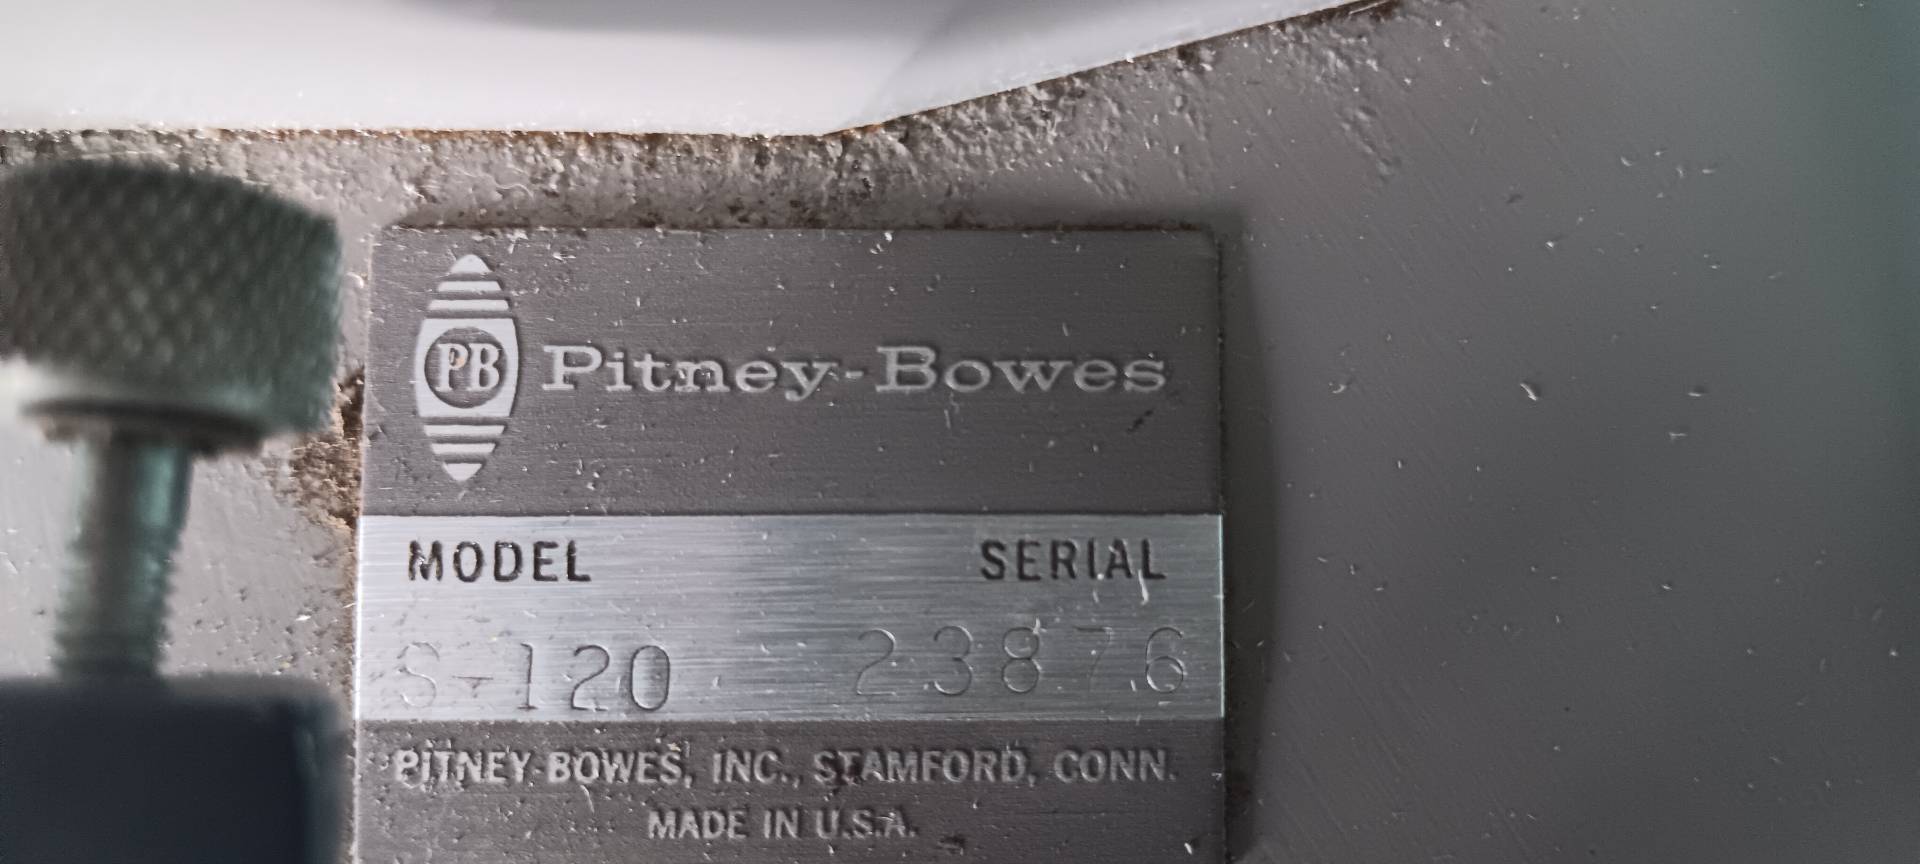 PB Pitney-Bowes
MODEL SERIAL
S-120 23876
PITNEY-BOWES, INC., STAMFORD, CONN.
MADE IN U.S.A.